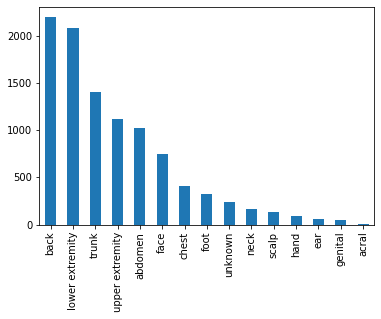 2000
1500
1000
500
0
back
lower extremity
trunk
upper extremity
abdomen
face
chest
foot
unknown
neck
scalp
hand
ear
genital
acral